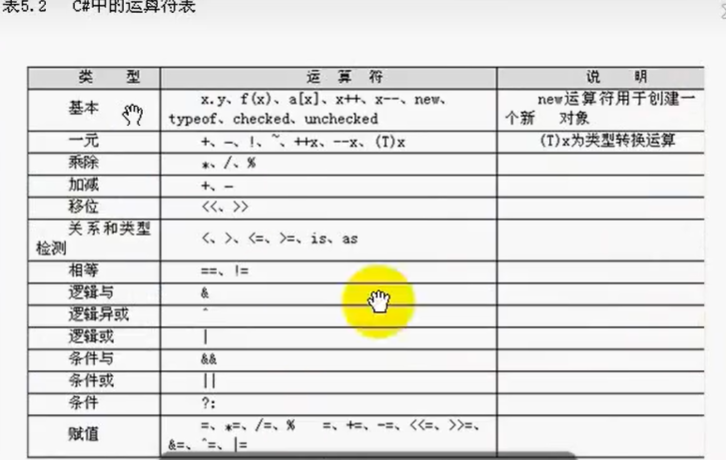 表5.2 C#中的运算符表
类 型 运 算 符 说 明
基本 x.y、f(x)、a[x]、x++、x--、new、 new运算符用于创建一
typeof、checked、unchecked 个新 对象
一元 +、-、!、~、++x、--x、(T)x (T)x为类型转换运算
乘除 *、/、%
加减 +、-
移位 <<、>>
关系和类型
检测 <、>、<=、>=、is、as
相等 ==、!=
逻辑与 &
逻辑异或 ^
逻辑或 |
条件与 &&
条件或 ||
条件 ?:
赋值 =、*=、/=、% =、+=、-=、<<=、>>=、
&=、^=、|=